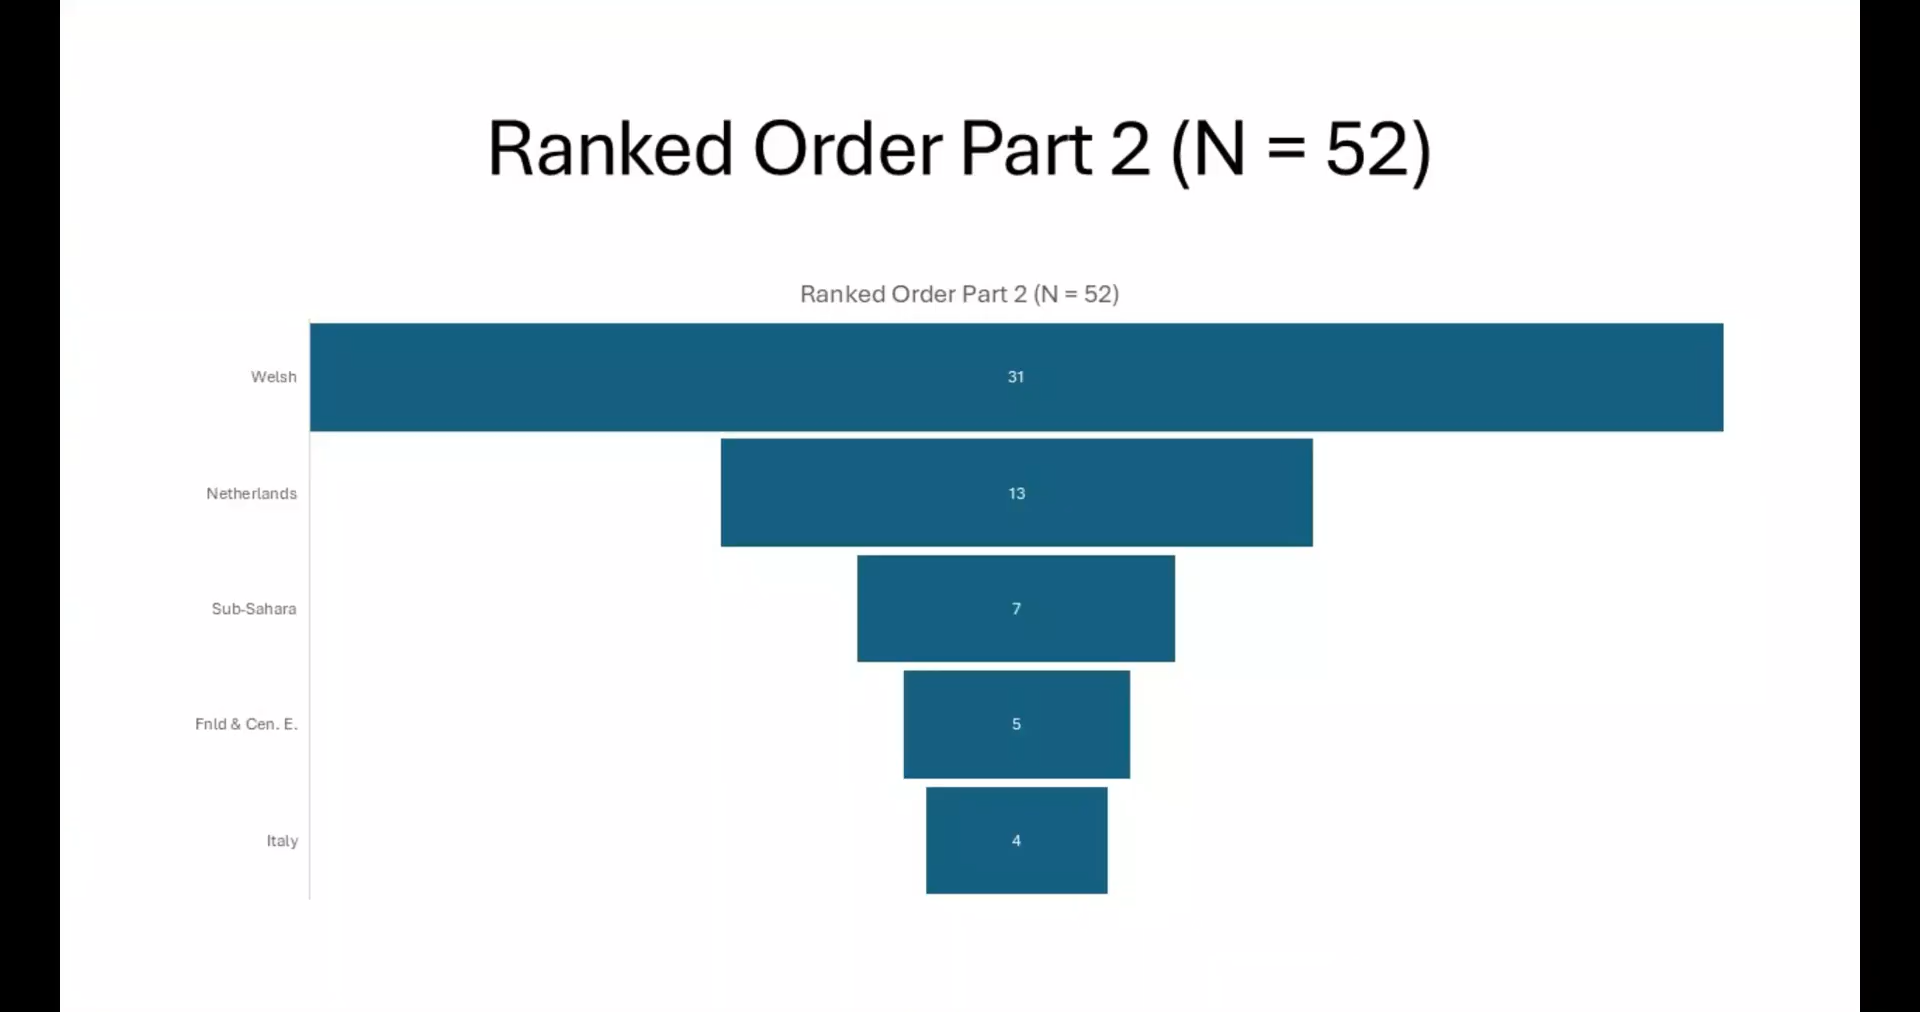 Ranked Order Part 2 (N = 52)
Ranked Order Part 2 (N = 52)
Welsh 31
Netherlands 13
Sub-Sahara 7
Fnld & Cen. E. 5
Italy 4